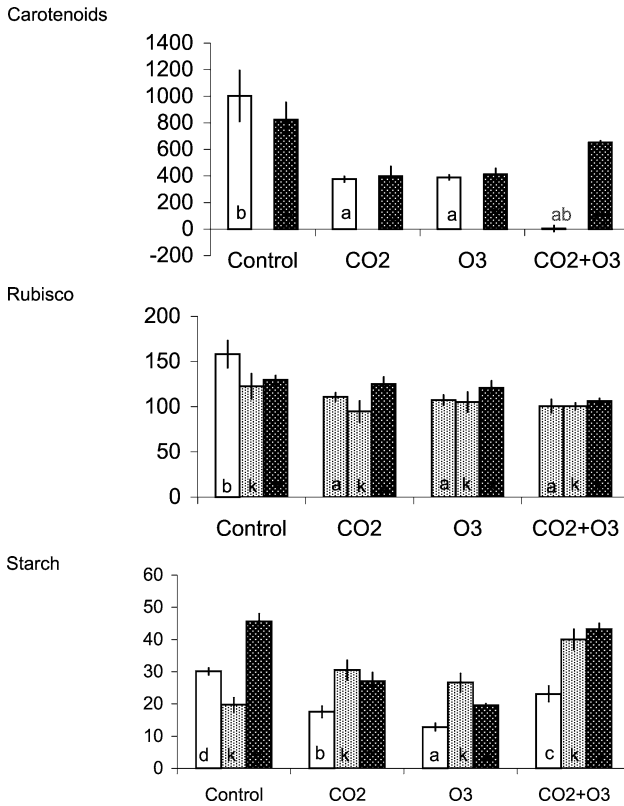 Carotenoids
1400
1200
1000
800
600
400
200
0
-200
b
a
a
ab
Control CO2 O3 CO2+O3
Rubisco
200
150
100
50
0
b k a k a k a k
Control CO2 O3 CO2+O3
Starch
60
50
40
30
20
10
0
d k b k a k c k
Control CO2 O3 CO2+O3